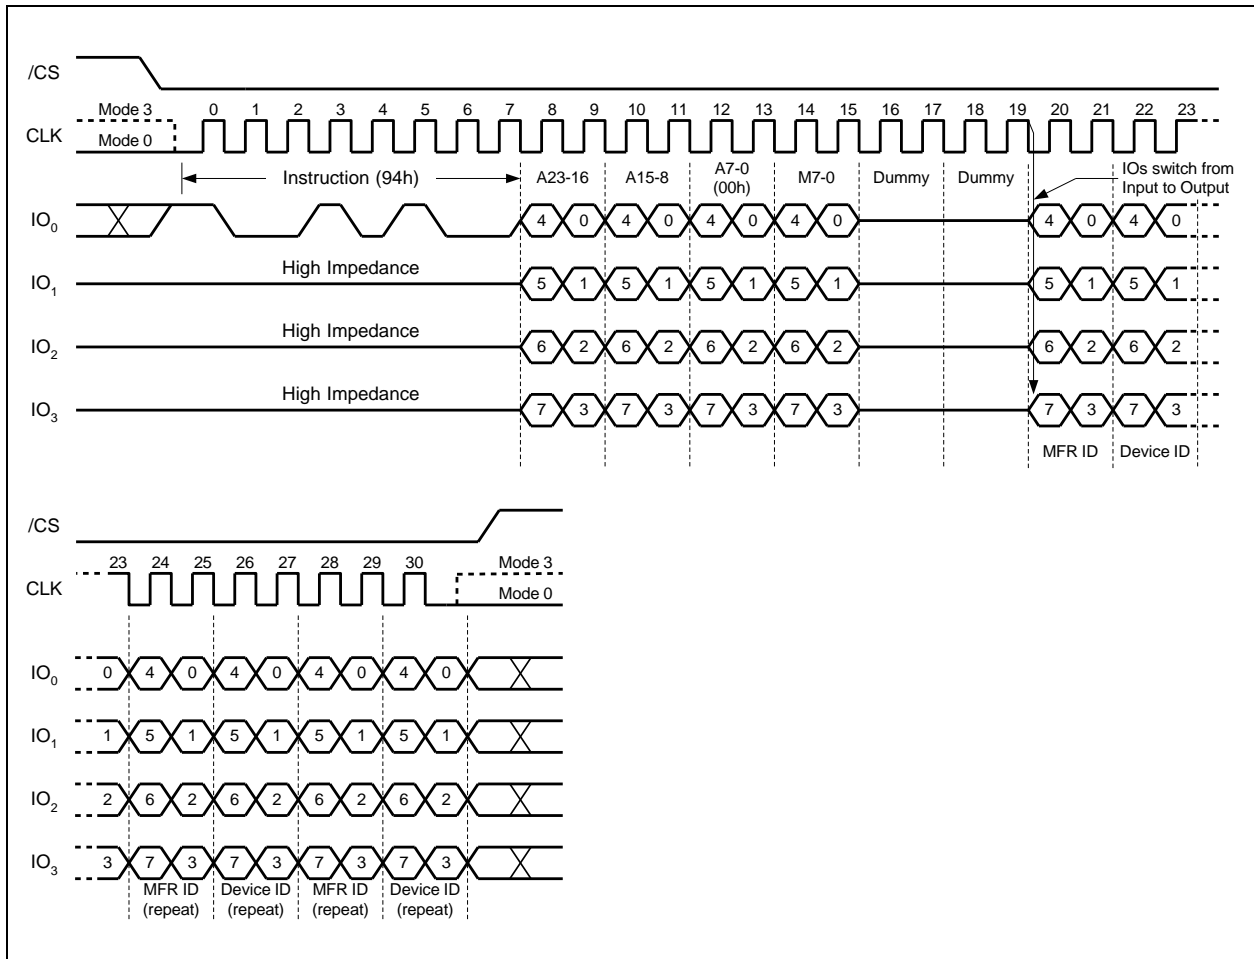 /CS
Mode 3
0 1 2 3 4 5 6 7 8 9 10 11 12 13 14 15 16 17 18 19 20 21 22 23
CLK
Mode 0
Instruction (94h)
A23-16
A15-8
A7-0
(00h)
M7-0
Dummy
Dummy
IOs switch from
Input to Output
IO0
4 0 4 0 4 0 4 0 4 0 4 0
High Impedance
IO1
5 1 5 1 5 1 5 1 5 1 5 1
High Impedance
IO2
6 2 6 2 6 2 6 2 6 2 6 2
High Impedance
IO3
7 3 7 3 7 3 7 3 7 3 7 3
MFR ID
Device ID
/CS
23 24 25 26 27 28 29 30
Mode 3
CLK
Mode 0
IO0
0 4 0 4 0 4 0 4 0
IO1
1 5 1 5 1 5 1 5 1
IO2
2 6 2 6 2 6 2 6 2
IO3
3 7 3 7 3 7 3 7 3
MFR ID
(repeat)
Device ID
(repeat)
MFR ID
(repeat)
Device ID
(repeat)